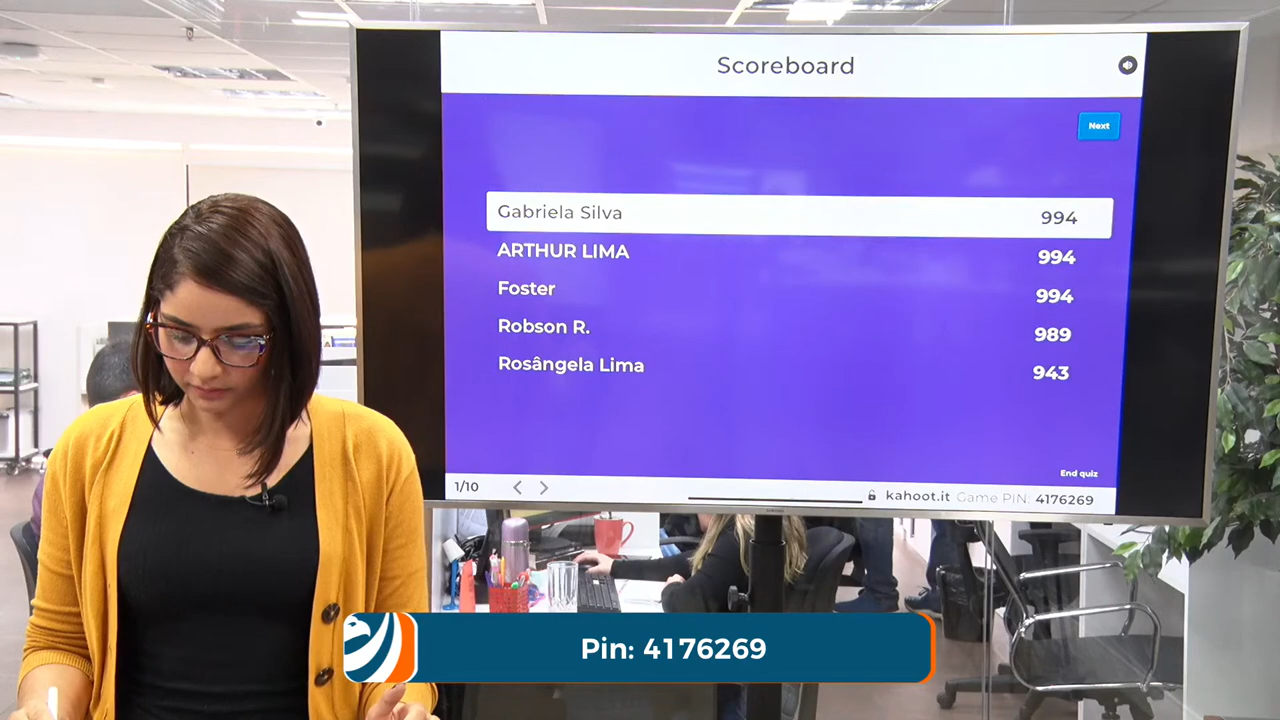 Scoreboard
Next
Gabriela Silva 994
ARTHUR LIMA 994
Foster 994
Robson R. 989
Rosângela Lima 943
End quiz
1/10 kahoot.it Game PIN: 4176269
Pin: 4176269